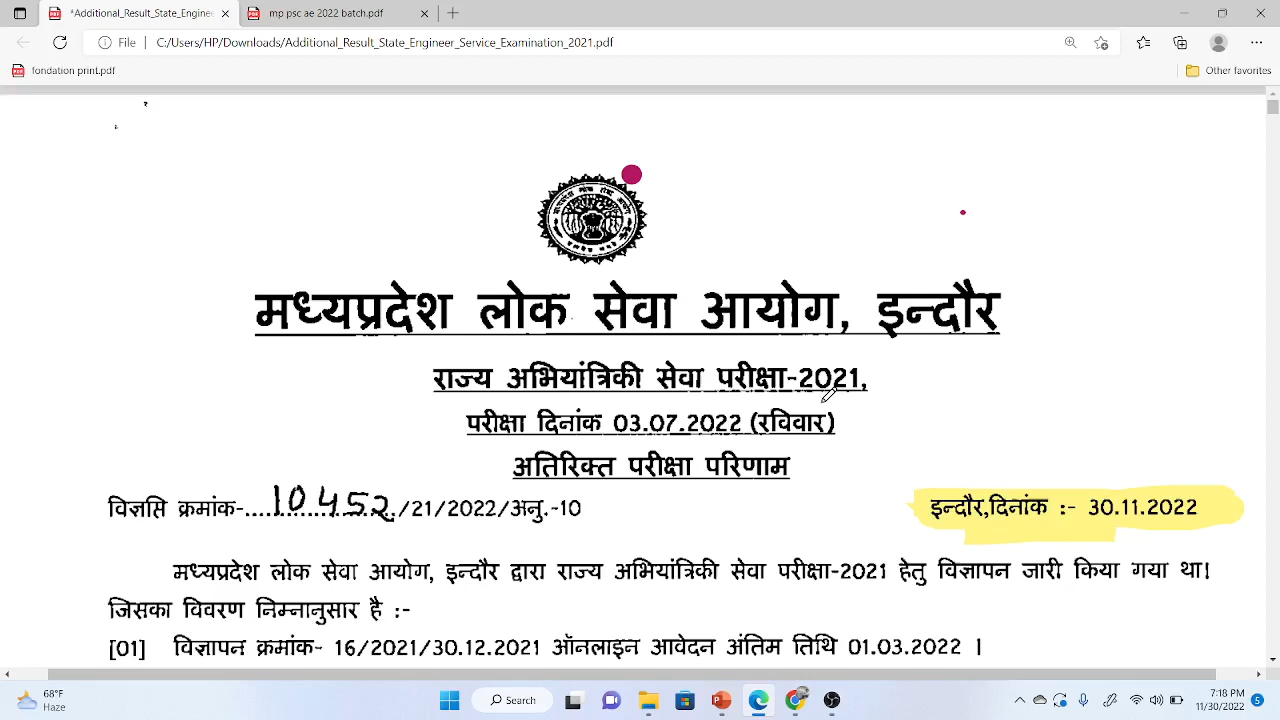 *Additional_Result_State_Engine
mp psc ae 2022 batch.pdf
File
C:/Users/HP/Downloads/Additional_Result_State_Engineer_Service_Examination_2021.pdf
fondation print.pdf
Other favorites
मध्यप्रदेश लोक सेवा आयोग, इन्दौर
राज्य अभियांत्रिकी सेवा परीक्षा-2021,
परीक्षा दिनांक 03.07.2022 (रविवार)
अतिरिक्त परीक्षा परिणाम
विज्ञप्ति क्रमांक-....10452..../21/2022/अनु.-10
इन्दौर,दिनांक :- 30.11.2022
मध्यप्रदेश लोक सेवा आयोग, इन्दौर द्वारा राज्य अभियांत्रिकी सेवा परीक्षा-2021 हेतु विज्ञापन जारी किया गया था।
जिसका विवरण निम्नानुसार है :-
[01] विज्ञापन क्रमांक- 16/2021/30.12.2021 ऑनलाइन आवेदन अंतिम तिथि 01.03.2022 ।
68°F
Haze
Search
7:18 PM
11/30/2022
5